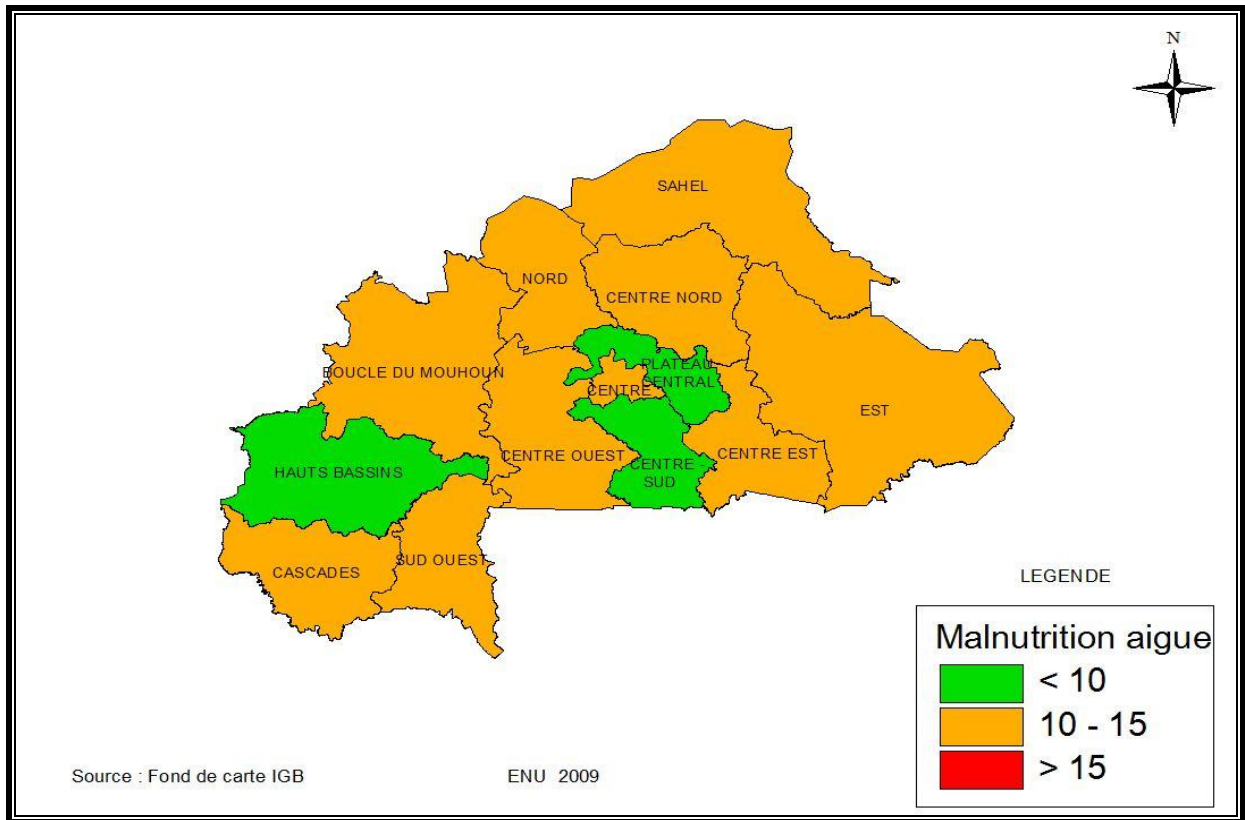 N
SAHEL
NORD
CENTRE NORD
PLATEAU
CENTRAL
BOUCLE DU MOUHOUN
CENTRE
EST
CENTRE OUEST
CENTRE EST
HAUTS BASSINS
CENTRE -
SUD
SUD OUEST
CASCADES
LEGENDE
Malnutrition aigue
< 10
10 - 15
> 15
Source : Fond de carte IGB
ENU 2009